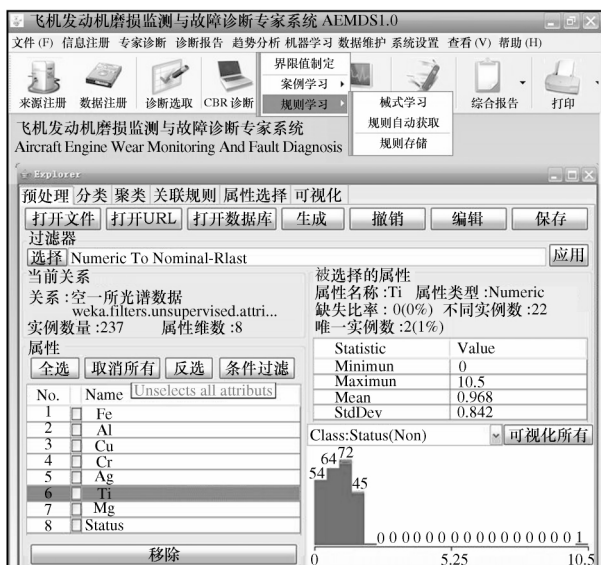 飞机发动机磨损监测与故障诊断专家系统 AEMDS1.0
文件(F) 信息注册 专家诊断 诊断报告 趋势分析 机器学习 数据维护 系统设置 查看(V) 帮助(H)
界限值制定
案例学习
规则学习
械式学习
规则自动获取
规则存储
来源注册 数据注册 诊断选取 CBR 诊断 综合报告 打印
飞机发动机磨损监测与故障诊断专家系统
Aircraft Engine Wear Monitoring And Fault Diagnosis
Explorer
预处理 分类 聚类 关联规则 属性选择 可视化
打开文件 打开URL 打开数据库 生成 撤销 编辑 保存
过滤器
选择 Numeric To Nominal-Rlast 应用
当前关系
关系:空一所光谱数据
weka.filters.unsupervised.attri...
实例数量:237 属性维数:8
被选择的属性
属性名称:Ti 属性类型:Numeric
缺失比率:0(0%) 不同实例数:22
唯一实例数:2(1%)
属性
全选 取消所有 反选 条件过滤
No. Name Unselects all attributs
1 Fe
2 Al
3 Cu
4 Cr
5 Ag
6 Ti
7 Mg
8 Status
移除
Statistic Value
Minimun 0
Maximun 10.5
Mean 0.968
StdDev 0.842
Class:Status(Non) 可视化所有
54 64 72 45 0 0 0 0 0 0 0 0 0 0 0 0 0 0 0 0 1
0 5.25 10.5